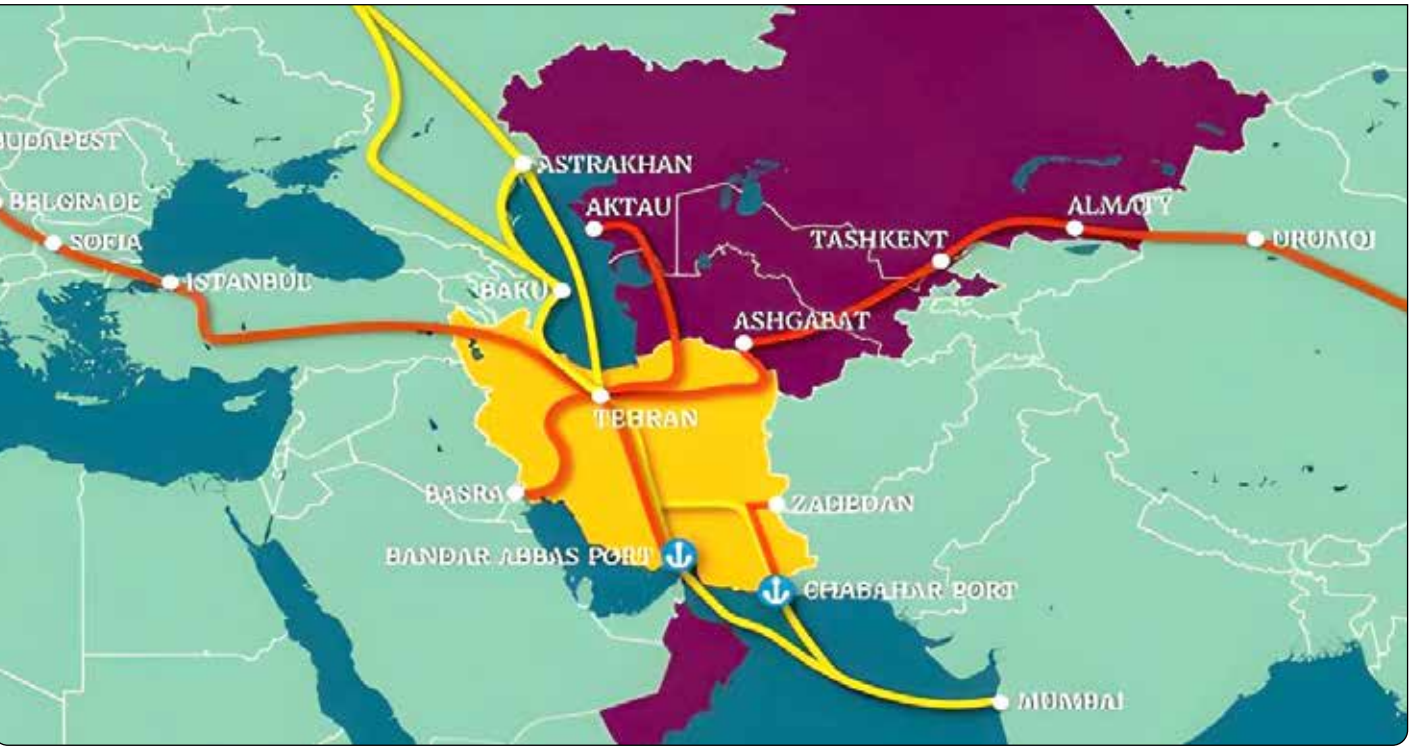 BUDAPEST
ASTRAKHAN
BELGRADE
AKTAU
ALMATY
SOFIA
TASHKENT
URUMQI
ISTANBUL
BAKU
ASHGABAT
TEHRAN
BASRA
ZAHEDAN
BANDAR ABBAS PORT
CHABAHAR PORT
MUMBAI